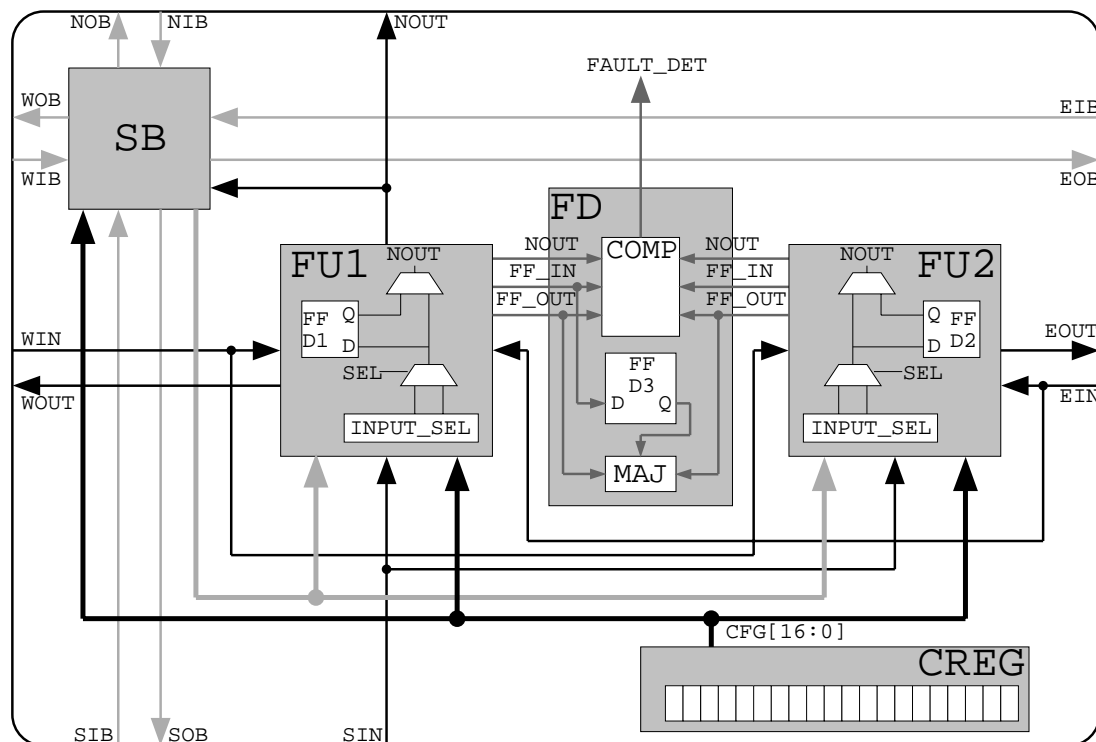 NOB NIB NOUT
FAULT_DET
WOB
SB
EIB
WIB
EOB
FD
FU1
NOUT
NOUT
COMP
NOUT
NOUT
FU2
FF_IN
FF_IN
FF_OUT
FF_OUT
FF
D1
Q
D
Q
D
FF
D2
WIN
EOUT
SEL
FF
D3
D Q
SEL
WOUT
EIN
INPUT_SEL
INPUT_SEL
MAJ
CFG[16:0]
CREG
SIB SOB SIN